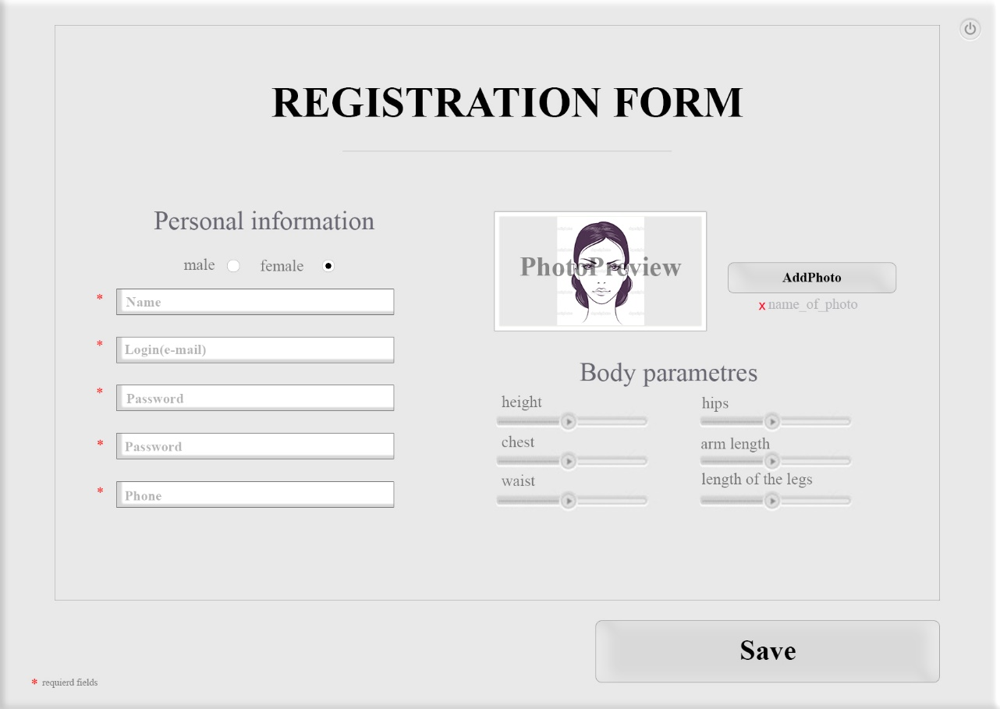 REGISTRATION FORM
Personal information
male female
* Name
* Login(e-mail)
* Password
* Password
* Phone
PhotoPreview
AddPhoto
x name_of_photo
Body parametres
height
hips
chest
arm length
waist
length of the legs
Save
* requierd fields